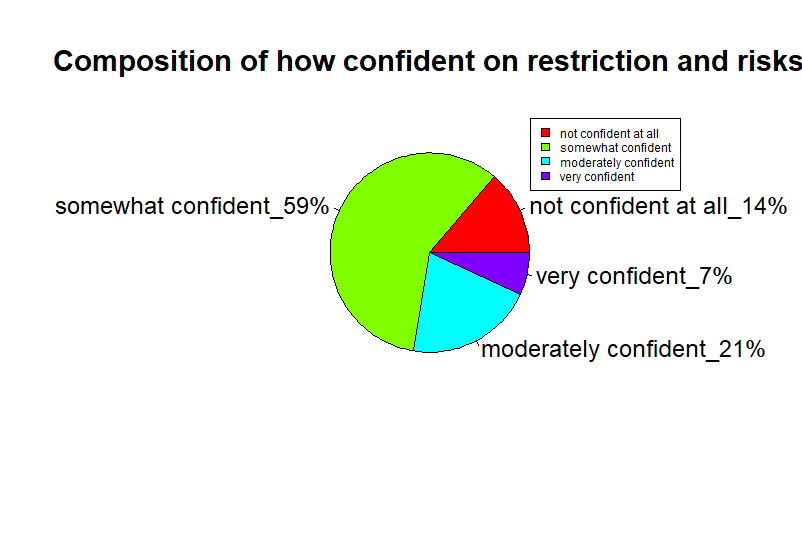 Composition of how confident on restriction and risks
not confident at all
somewhat confident
moderately confident
very confident
somewhat confident_59%
not confident at all_14%
very confident_7%
moderately confident_21%